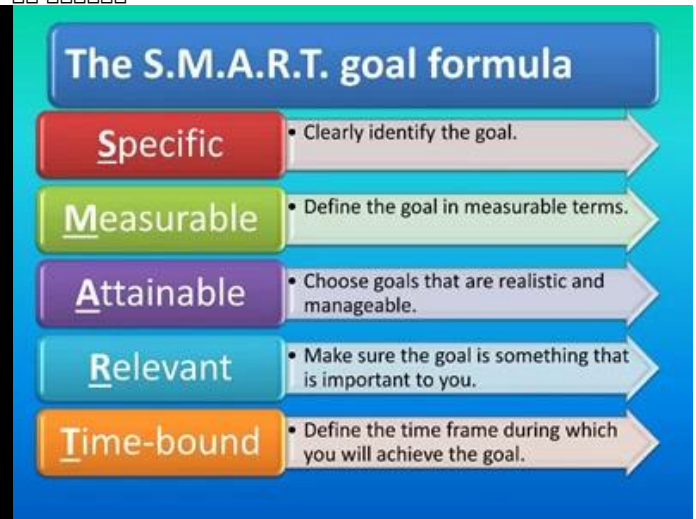 The S.M.A.R.T. goal formula
Specific
• Clearly identify the goal.
Measurable
• Define the goal in measurable terms.
Attainable
• Choose goals that are realistic and
manageable.
Relevant
• Make sure the goal is something that
is important to you.
Time-bound
• Define the time frame during which
you will achieve the goal.